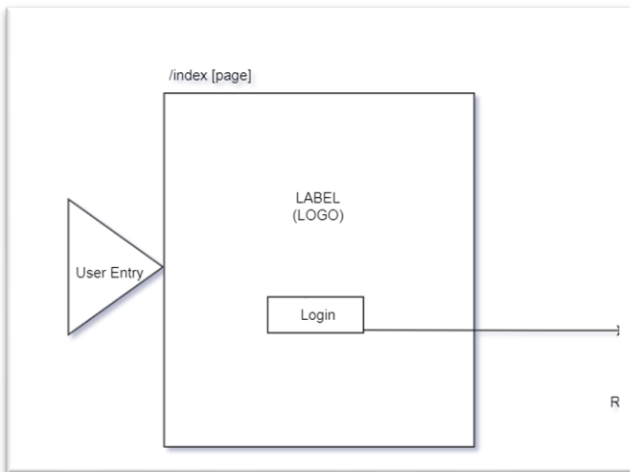 /index [page]
LABEL
(LOGO)
User Entry
Login
R